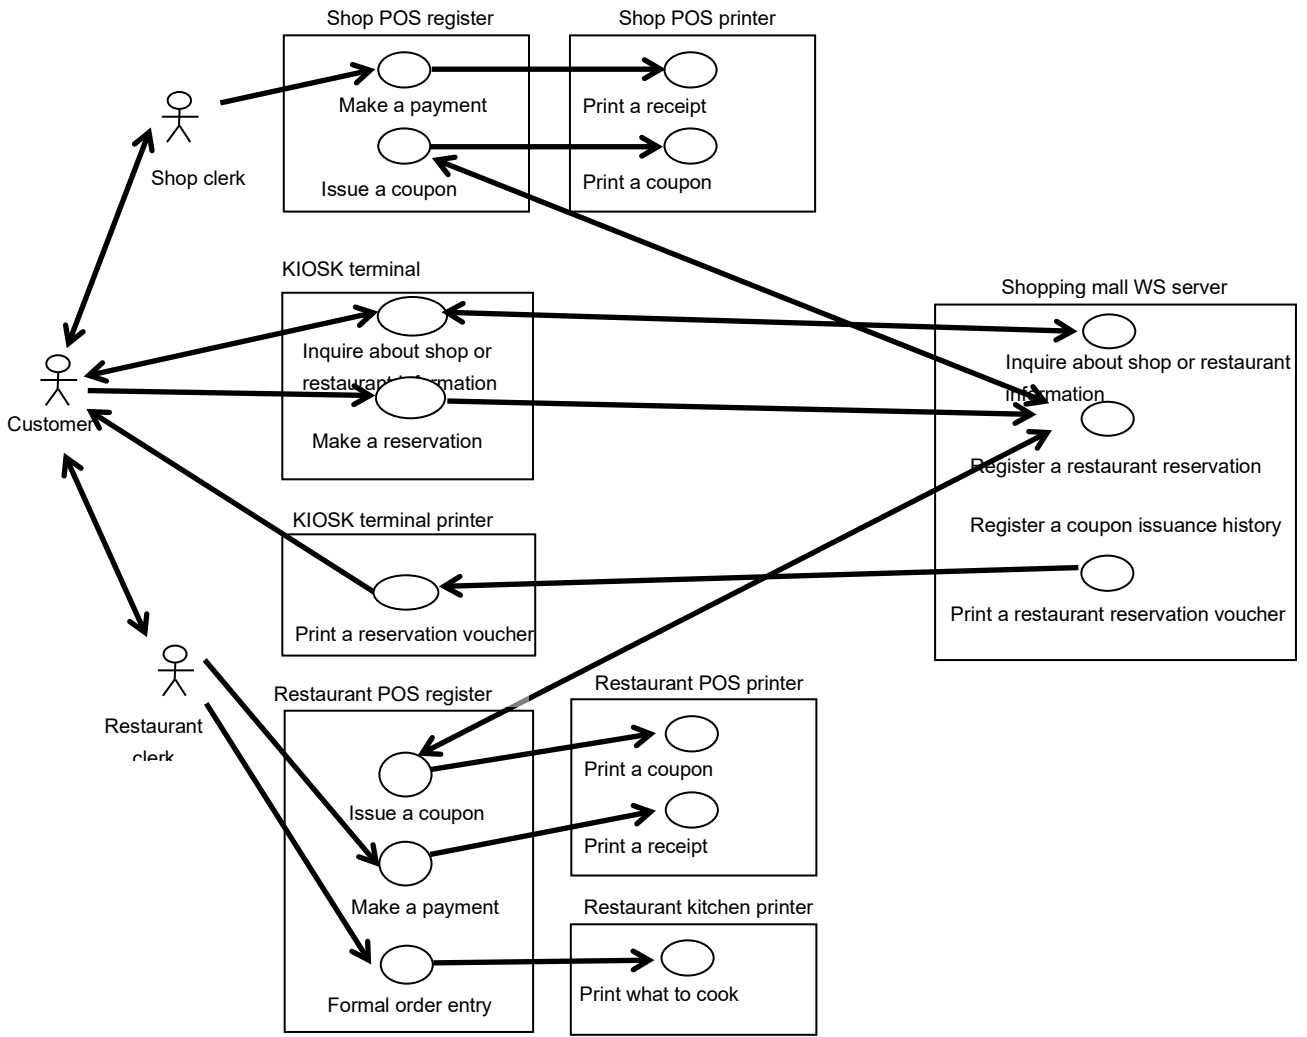 Shop POS register
Shop POS printer
Make a payment
Print a receipt
Shop clerk
Issue a coupon
Print a coupon
KIOSK terminal
Shopping mall WS server
Inquire about shop or
restaurant information
Inquire about shop or restaurant
information
Customer
Make a reservation
Register a restaurant reservation
KIOSK terminal printer
Register a coupon issuance history
Print a reservation voucher
Print a restaurant reservation voucher
Restaurant POS register
Restaurant POS printer
Restaurant
clerk
Print a coupon
Issue a coupon
Print a receipt
Make a payment
Restaurant kitchen printer
Print what to cook
Formal order entry